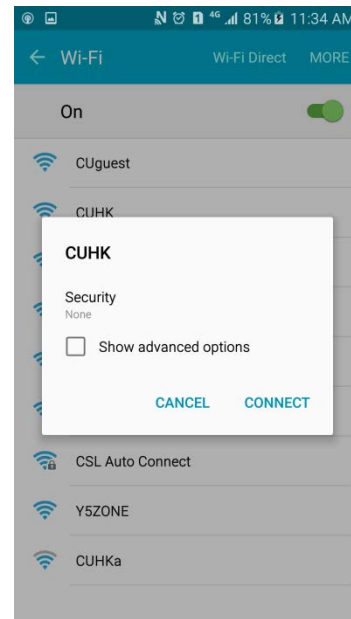 4G 81% 11:34 AM
Wi-Fi Wi-Fi Direct MORE
On
CUguest
CUHK
CUHK
Security
None
Show advanced options
CANCEL CONNECT
CSL Auto Connect
Y5ZONE
CUHKa